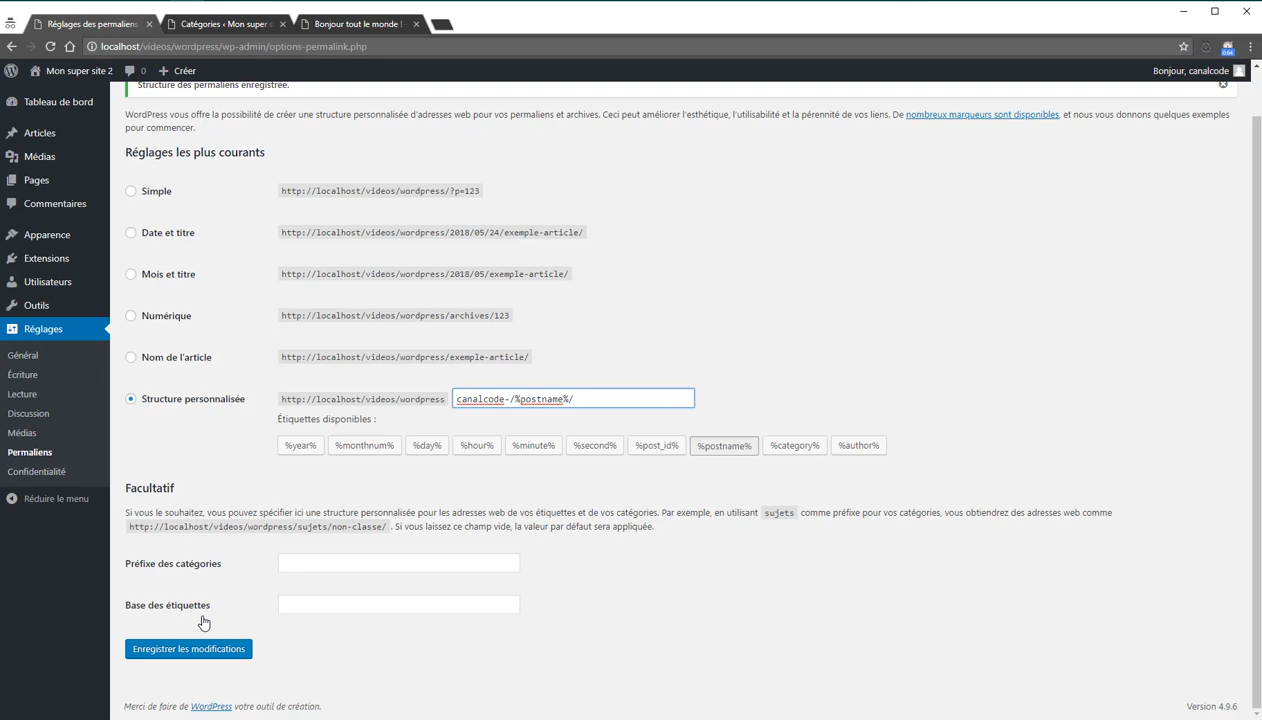 Réglages des permalien
Catégories ‹ Mon super s
Bonjour tout le monde ! -
localhost/videos/wordpress/wp-admin/options-permalink.php
0,64
Mon super site 2
0
Créer
Bonjour, canalcode
Tableau de bord
Articles
Médias
Pages
Commentaires
Apparence
Extensions
Utilisateurs
Outils
Réglages
Général
Écriture
Lecture
Discussion
Médias
Permaliens
Confidentialité
Réduire le menu
Structure des permaliens enregistrée.
WordPress vous offre la possibilité de créer une structure personnalisée d'adresses web pour vos permaliens et archives. Ceci peut améliorer l'esthétique, l'utilisabilité et la pérennité de vos liens. De nombreux marqueurs sont disponibles, et nous vous donnons quelques exemples
pour commencer.
Réglages les plus courants
Simple http://localhost/videos/wordpress/?p=123
Date et titre http://localhost/videos/wordpress/2018/05/24/exemple-article/
Mois et titre http://localhost/videos/wordpress/2018/05/exemple-article/
Numérique http://localhost/videos/wordpress/archives/123
Nom de l'article http://localhost/videos/wordpress/exemple-article/
Structure personnalisée http://localhost/videos/wordpress canalcode-/%postname%/
Étiquettes disponibles :
%year% %monthnum% %day% %hour% %minute% %second% %post_id% %postname% %category% %author%
Facultatif
Si vous le souhaitez, vous pouvez spécifier ici une structure personnalisée pour les adresses web de vos étiquettes et de vos catégories. Par exemple, en utilisant sujets comme préfixe pour vos catégories, vous obtiendrez des adresses web comme
http://localhost/videos/wordpress/sujets/non-classe/ . Si vous laissez ce champ vide, la valeur par défaut sera appliquée.
Préfixe des catégories
Base des étiquettes
Enregistrer les modifications
Merci de faire de WordPress votre outil de création.
Version 4.9.6